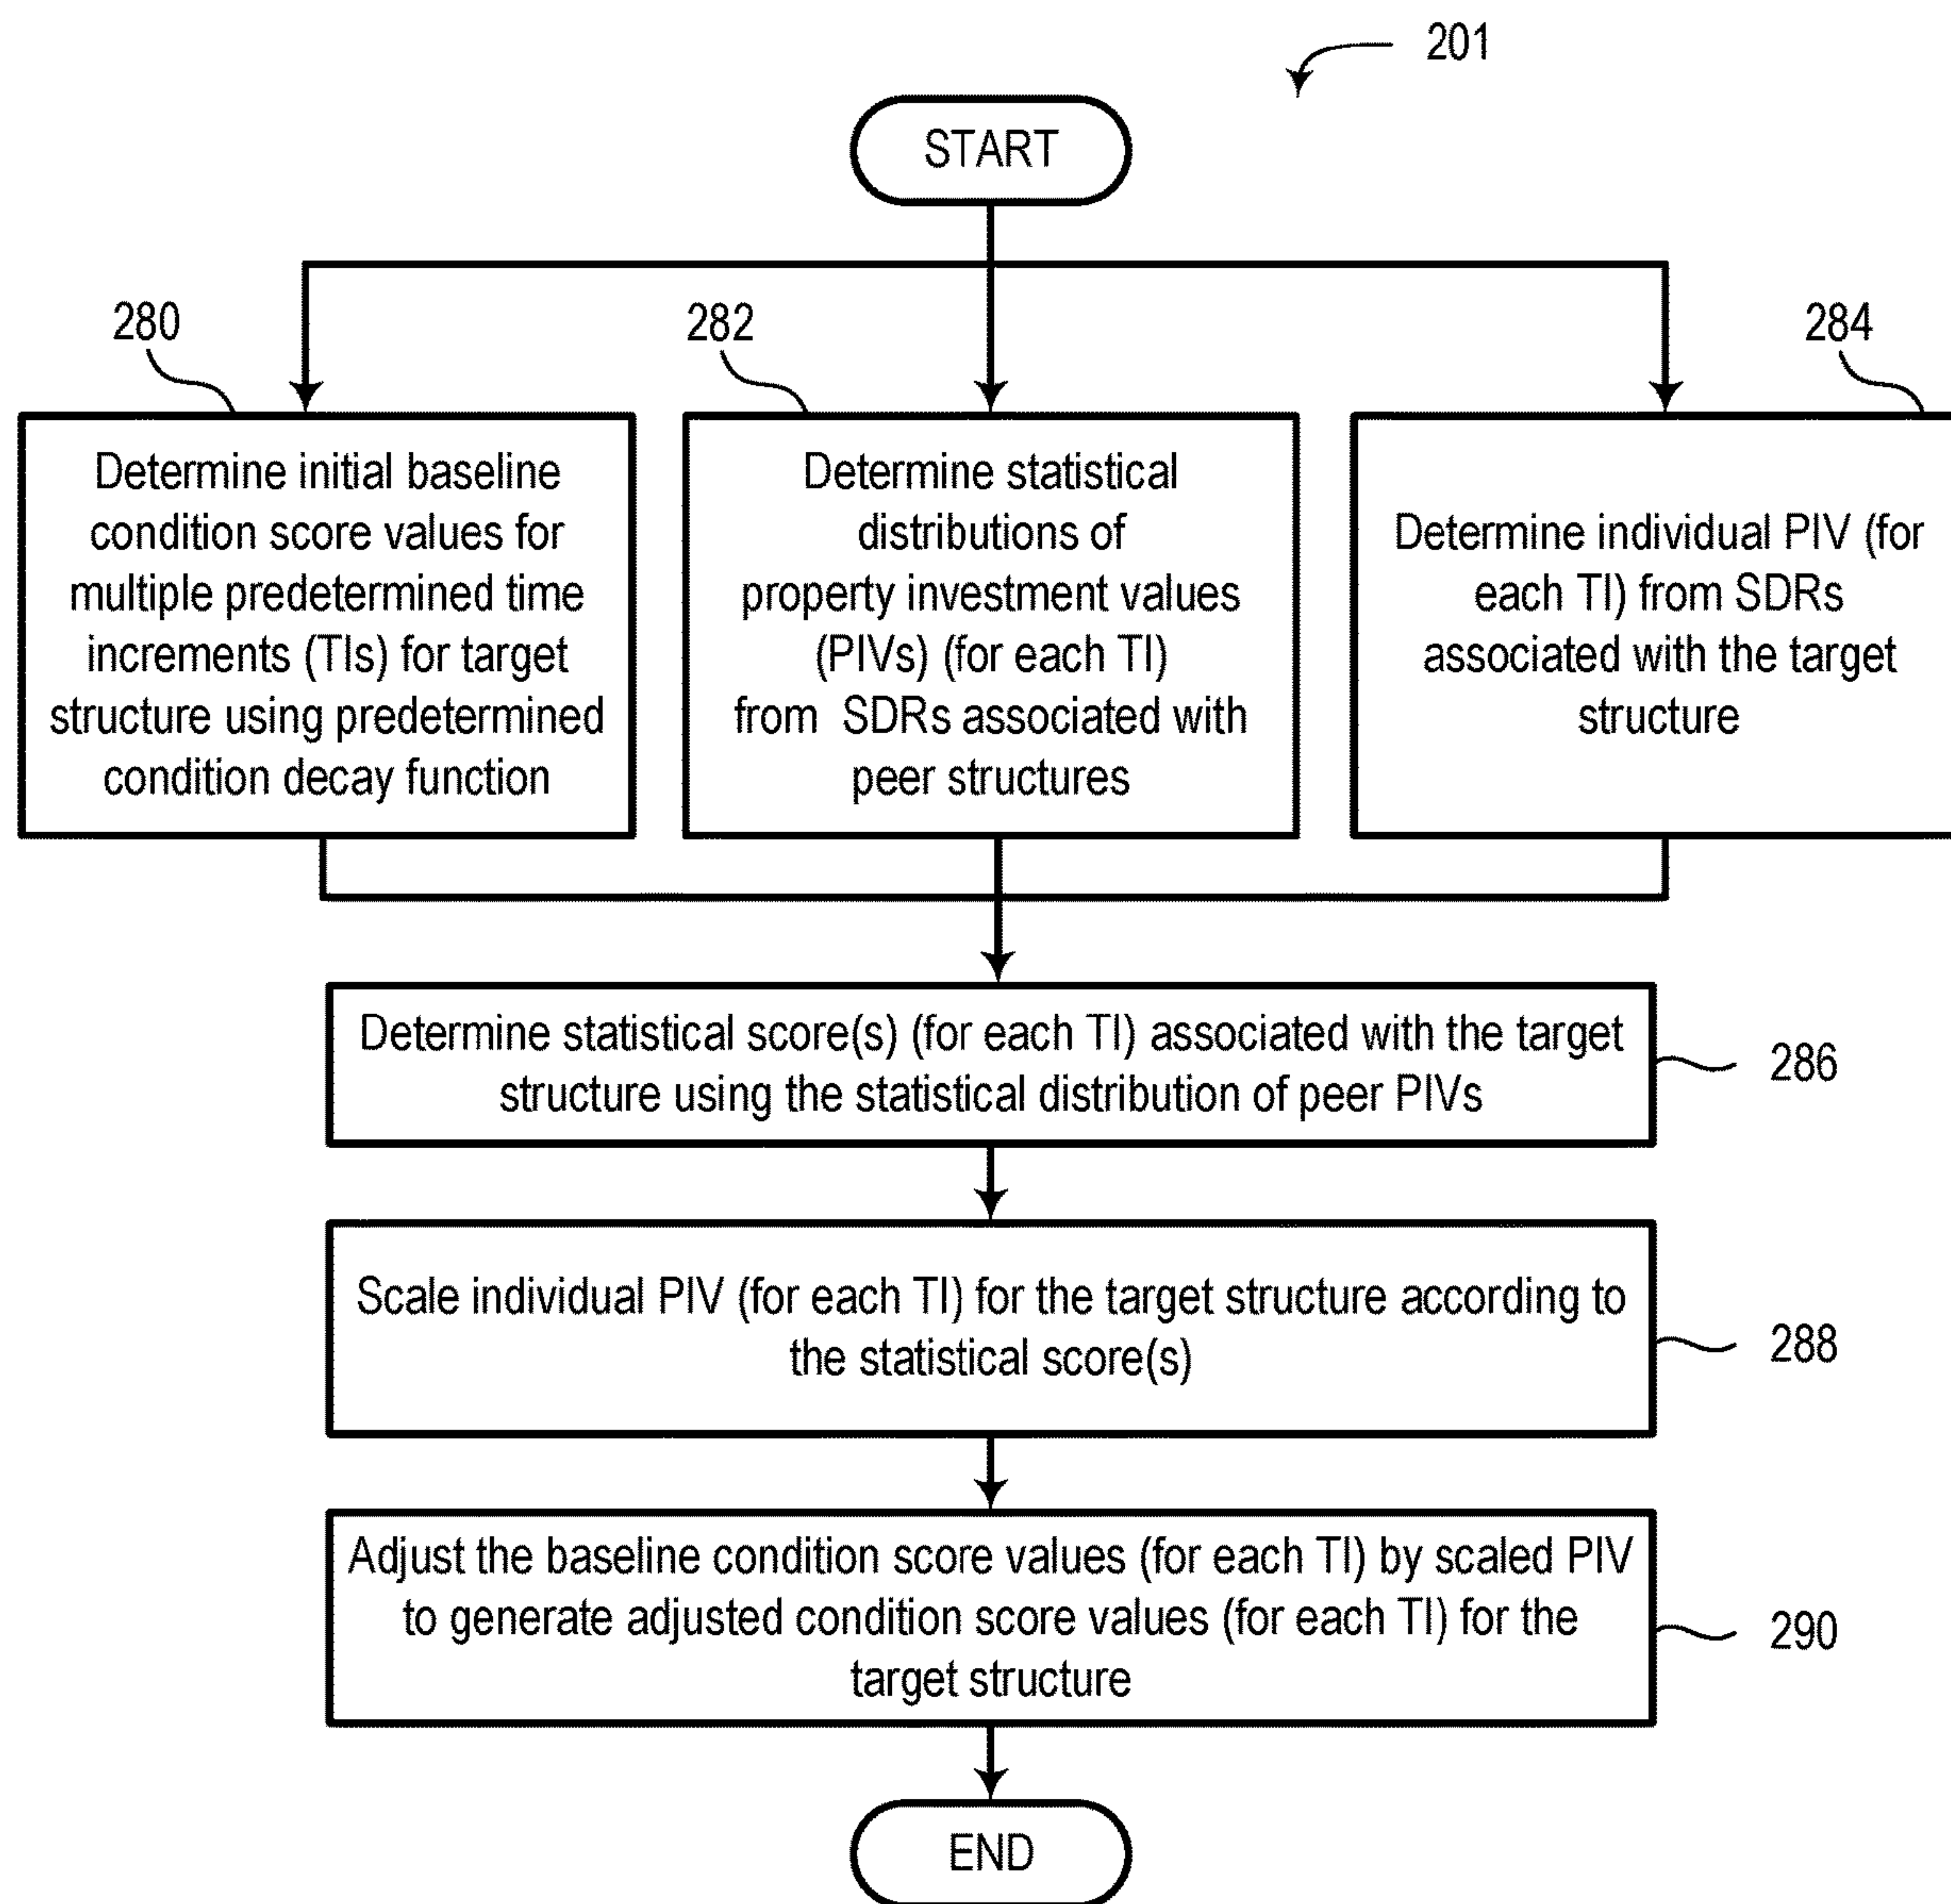 201
START
280
282
284
Determine initial baseline
condition score values for
multiple predetermined time
increments (TIs) for target
structure using predetermined
condition decay function
Determine statistical
distributions of
property investment values
(PIVs) (for each TI)
from SDRs associated with
peer structures
Determine individual PIV (for
each TI) from SDRs
associated with the target
structure
Determine statistical score(s) (for each TI) associated with the target
structure using the statistical distribution of peer PIVs
286
Scale individual PIV (for each TI) for the target structure according to
the statistical score(s)
288
Adjust the baseline condition score values (for each TI) by scaled PIV
to generate adjusted condition score values (for each TI) for the
target structure
290
END